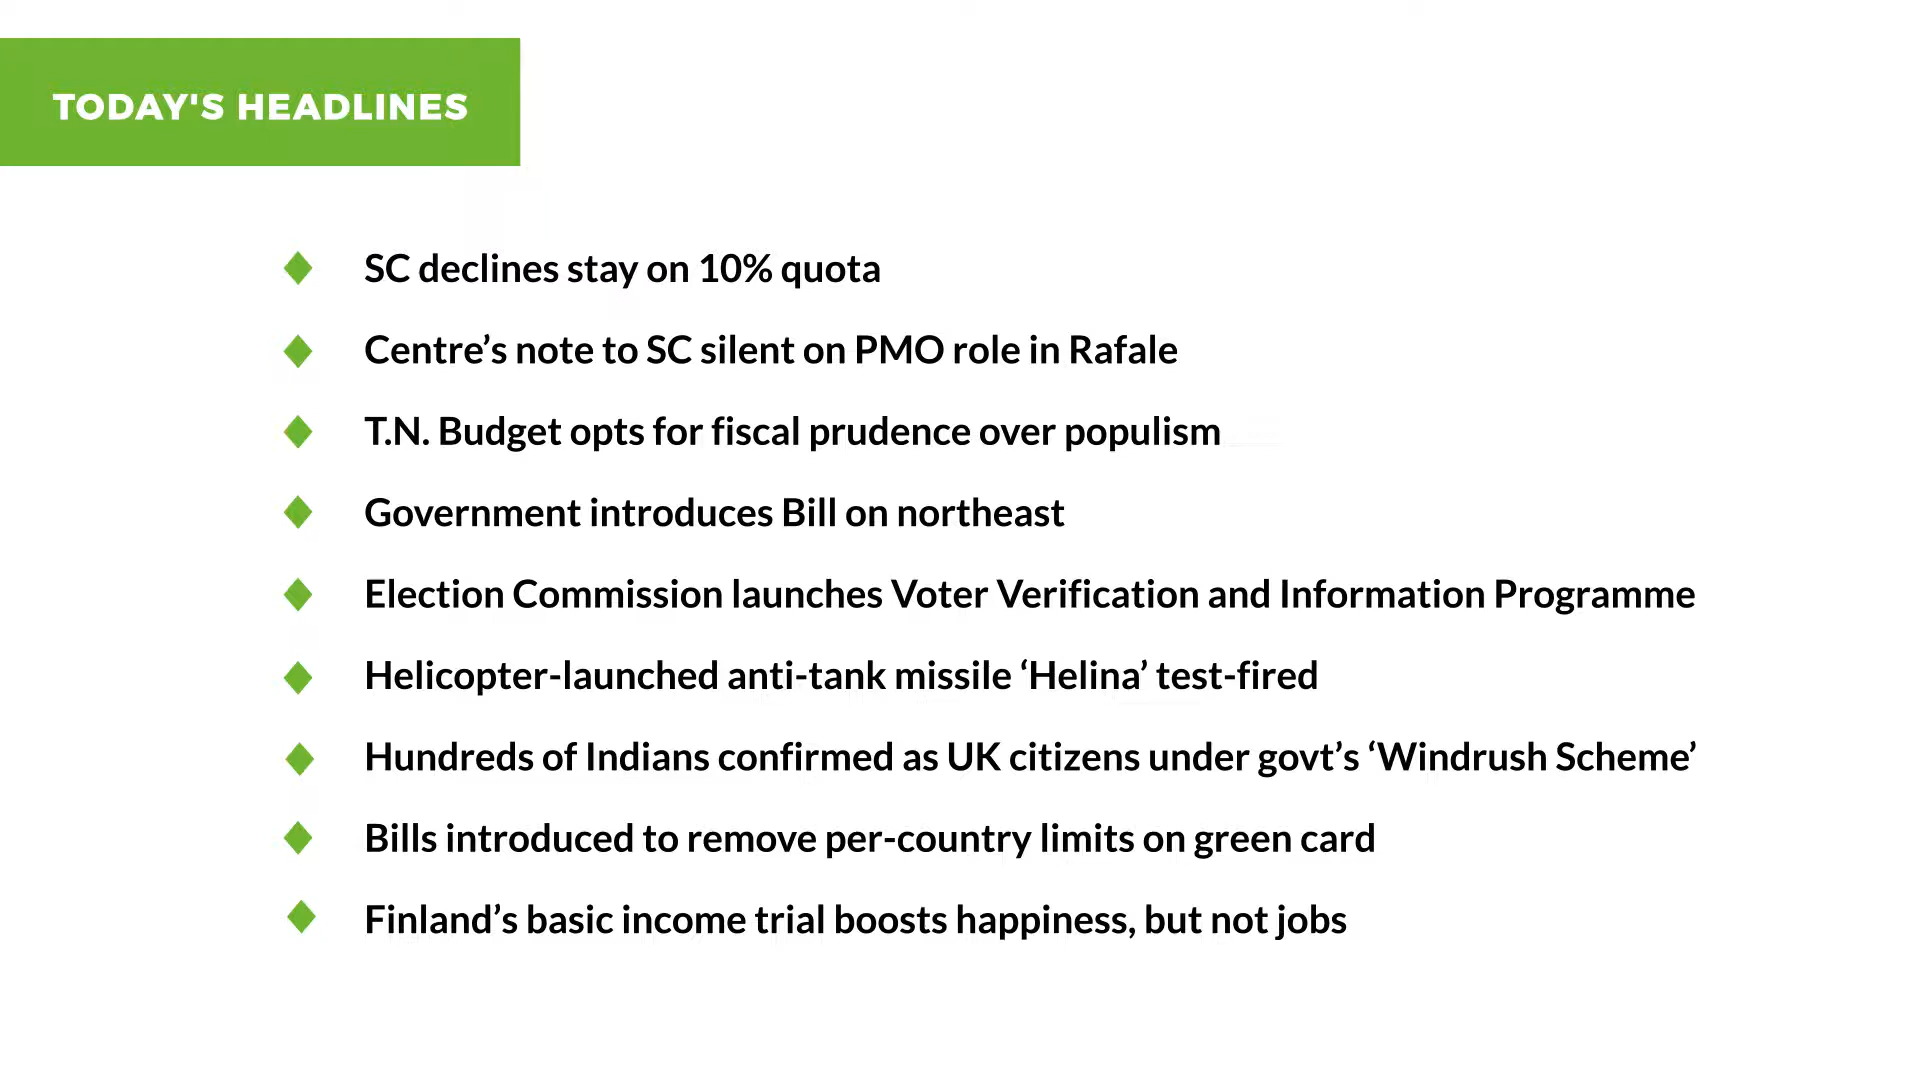 TODAY'S HEADLINES
SC declines stay on 10% quota
Centre’s note to SC silent on PMO role in Rafale
T.N. Budget opts for fiscal prudence over populism
Government introduces Bill on northeast
Election Commission launches Voter Verification and Information Programme
Helicopter-launched anti-tank missile ‘Helina’ test-fired
Hundreds of Indians confirmed as UK citizens under govt’s ‘Windrush Scheme’
Bills introduced to remove per-country limits on green card
Finland’s basic income trial boosts happiness, but not jobs